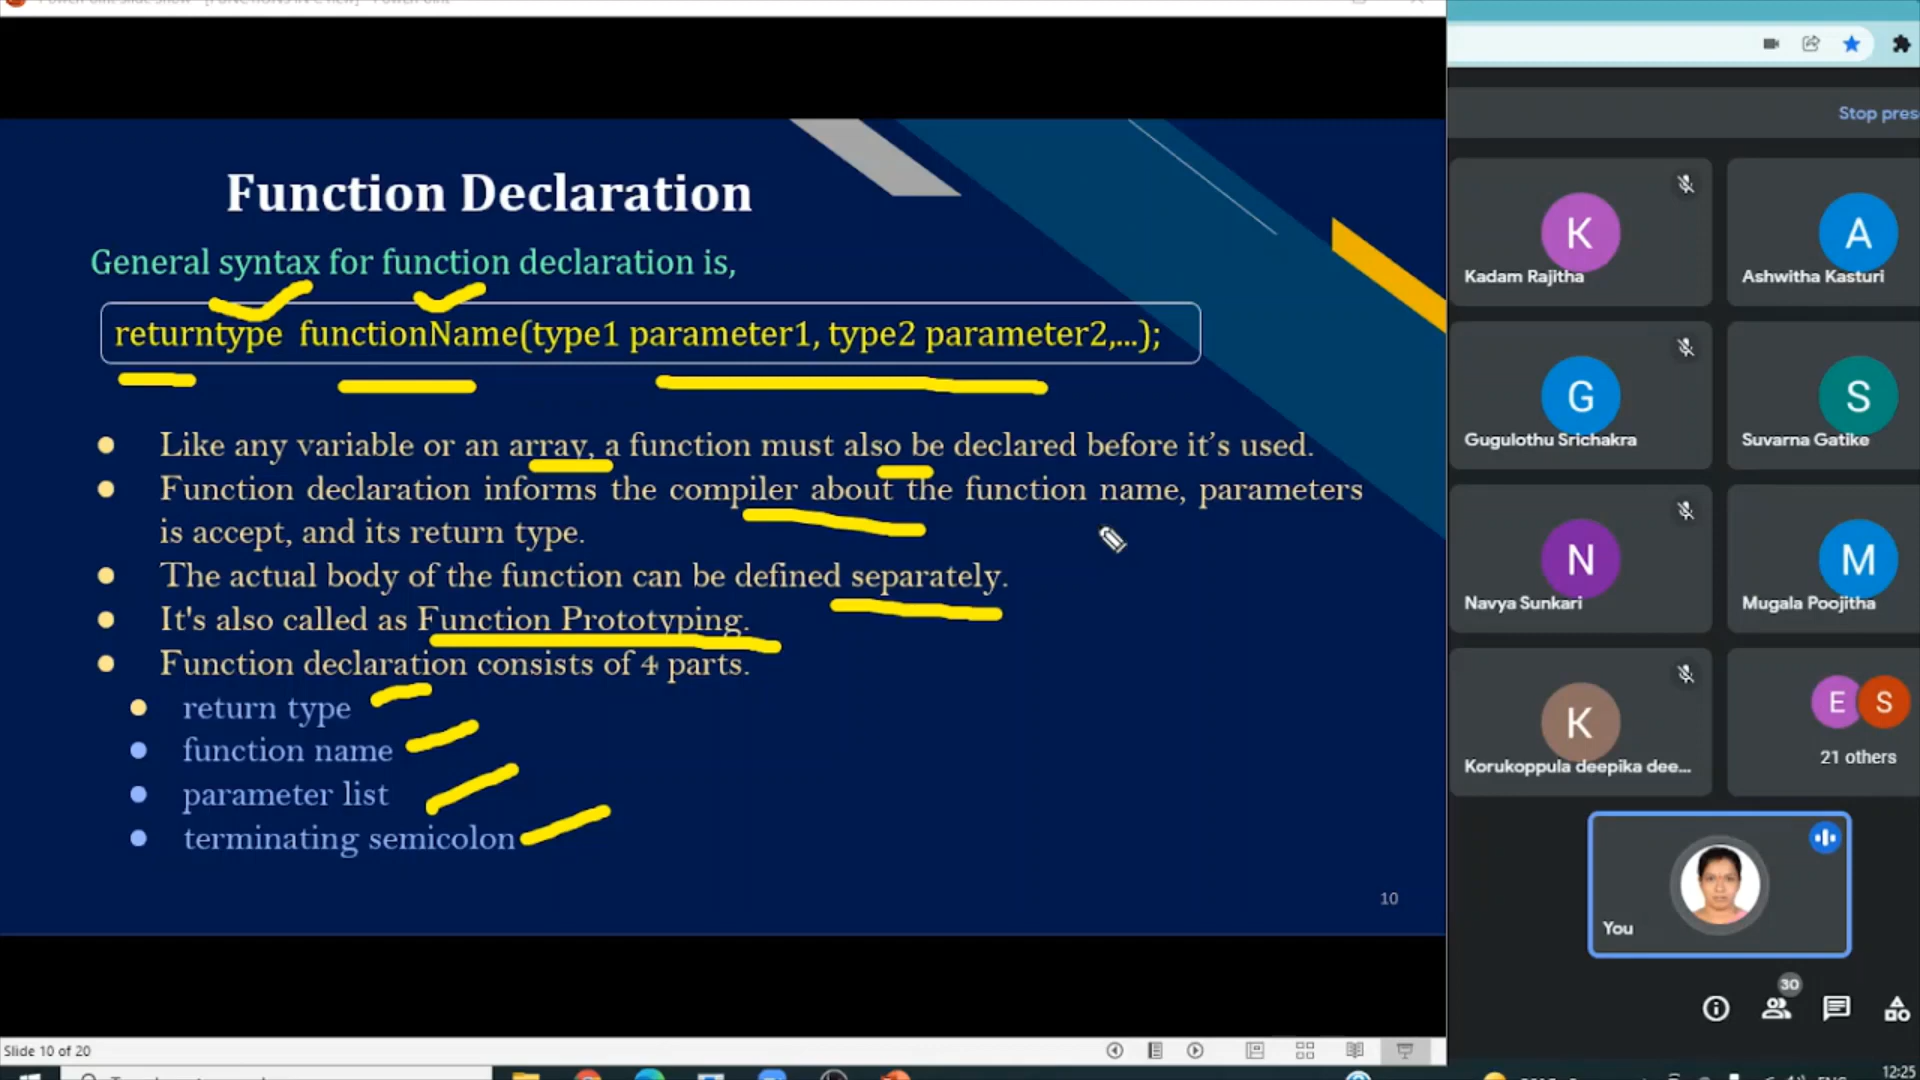 Function Declaration
General syntax for function declaration is,
returntype functionName(type1 parameter1, type2 parameter2,...);
Like any variable or an array, a function must also be declared before it's used.
Function declaration informs the compiler about the function name, parameters
is accept, and its return type.
The actual body of the function can be defined separately.
It's also called as Function Prototyping.
Function declaration consists of 4 parts.
return type
function name
parameter list
terminating semicolon
10
Slide 10 of 20
Stop pres
K
Kadam Rajitha
A
Ashwitha Kasturi
G
Gugulothu Srichakra
S
Suvarna Gatike
N
Navya Sunkari
M
Mugala Poojitha
K
Korukoppula deepika dee...
E S
21 others
You
30
12:25